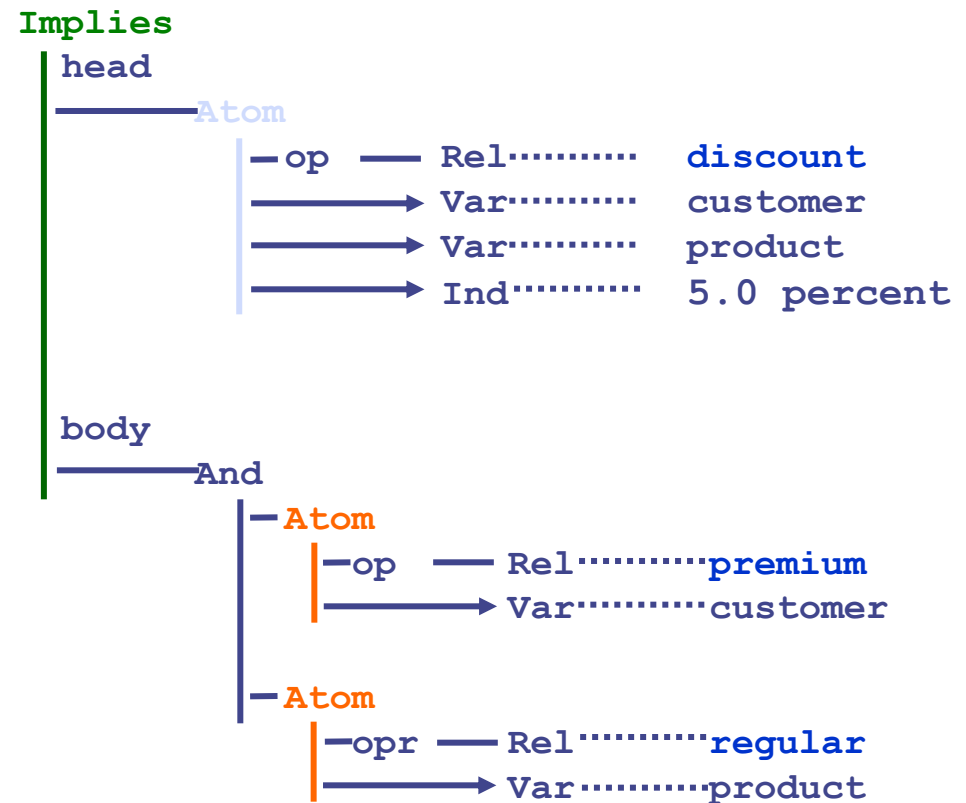 Implies
head
Atom
op Rel discount
Var customer
Var product
Ind 5.0 percent
body
And
Atom
op Rel premium
Var customer
Atom
opr Rel regular
Var product